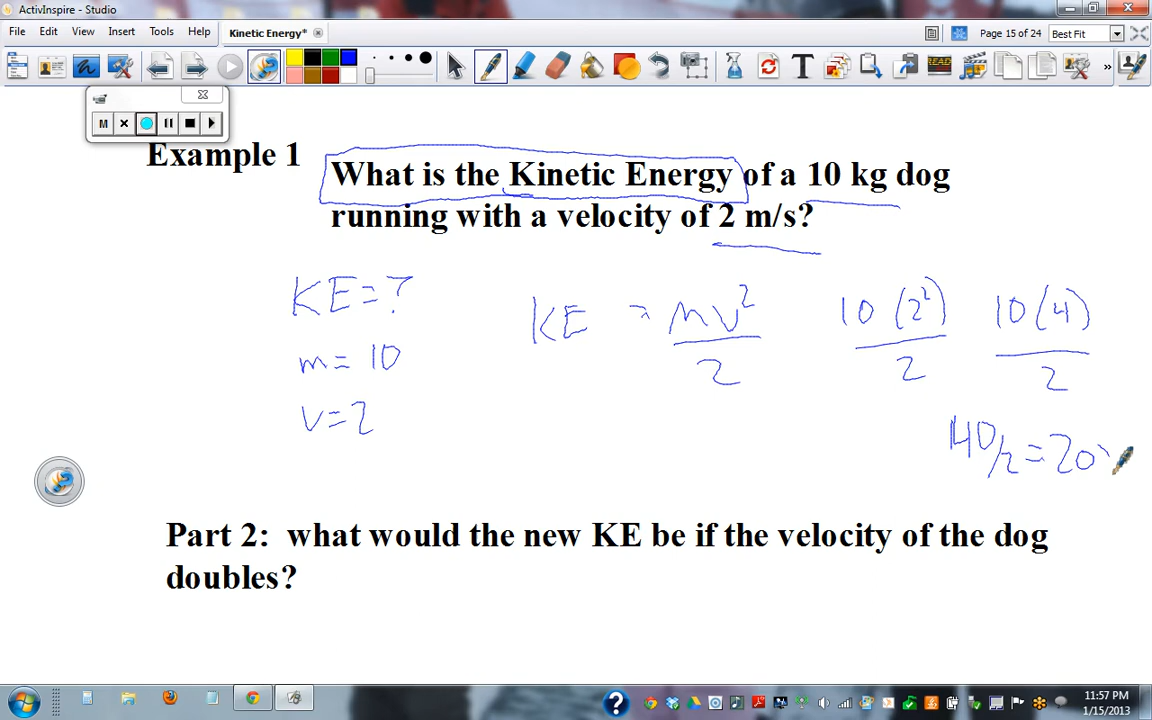 ActivInspire - Studio
File Edit View Insert Tools Help
Kinetic Energy*
Page 15 of 24
Best Fit
M
Example 1
What is the Kinetic Energy of a 10 kg dog
running with a velocity of 2 m/s?
KE = ?
m = 10
v = 2
KE = mv²/2
10 (2²)/2
10 (4)/2
40/2 = 20
Part 2: what would the new KE be if the velocity of the dog
doubles?
11:57 PM
1/15/2013